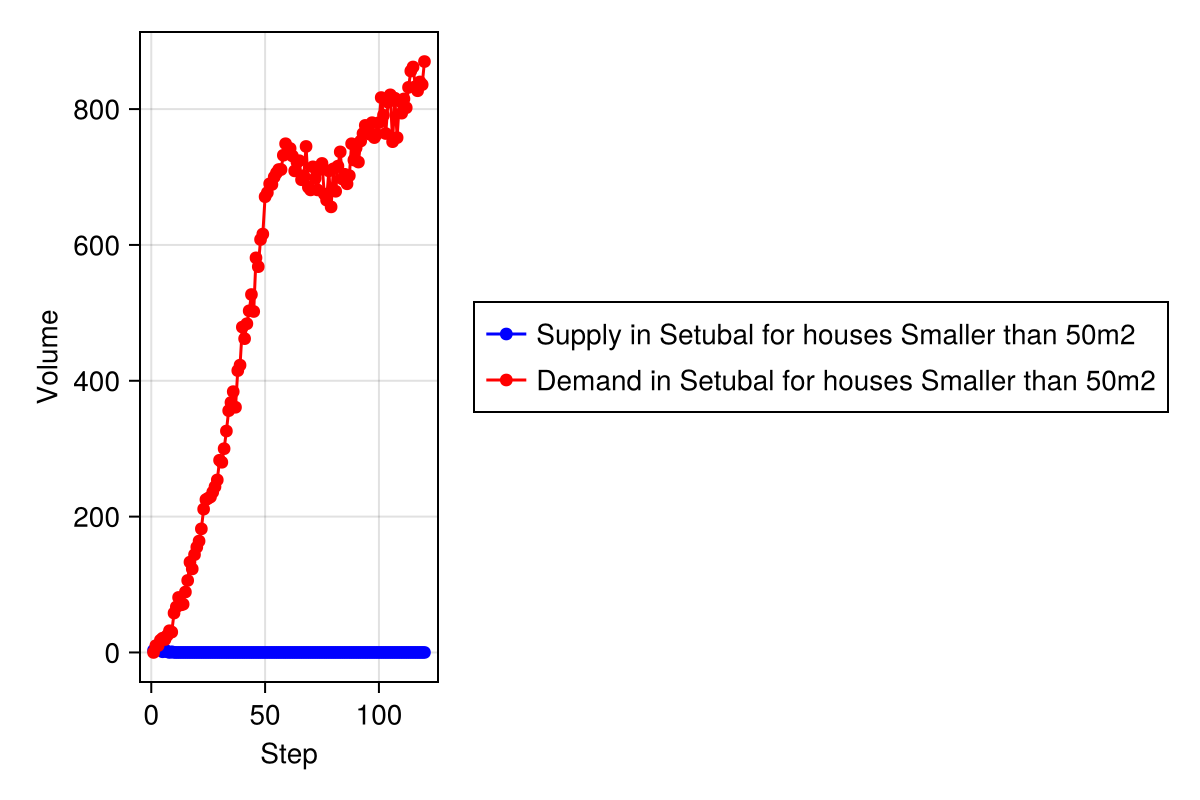 Volume
800
600
400
200
0
0 50 100
Step
Supply in Setubal for houses Smaller than 50m2
Demand in Setubal for houses Smaller than 50m2